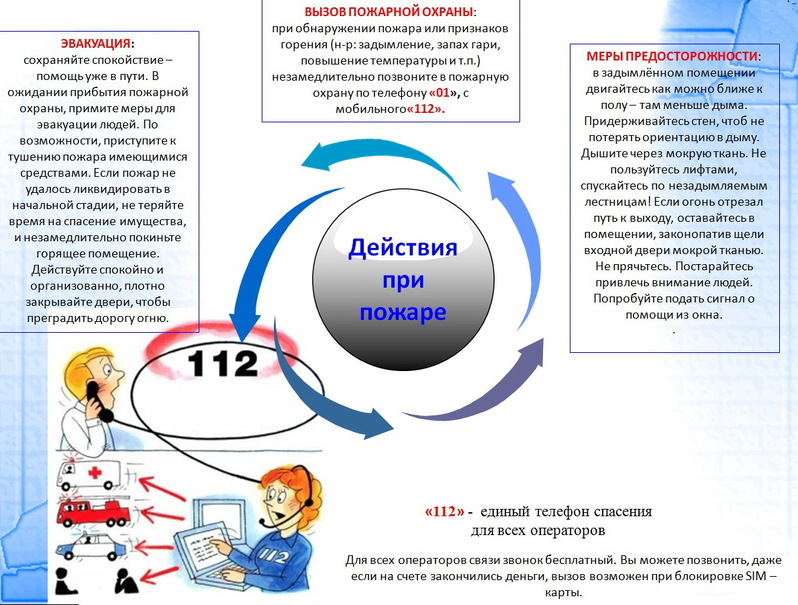 ВЫЗОВ ПОЖАРНОЙ ОХРАНЫ:
при обнаружении пожара или признаков
горения (н-р: задымление, запах гари,
повышение температуры и т.п.)
незамедлительно позвоните в пожарную
охрану по телефону «01», с
мобильного«112».
ЭВАКУАЦИЯ:
сохраняйте спокойствие –
помощь уже в пути. В
ожидании прибытия пожарной
охраны, примите меры для
эвакуации людей. По
возможности, приступите к
тушению пожара имеющимися
средствами. Если пожар не
удалось ликвидировать в
начальной стадии, не теряйте
время на спасение имущества,
и незамедлительно покиньте
горящее помещение.
Действуйте спокойно и
организованно, плотно
закрывайте двери, чтобы
преградить дорогу огню.
МЕРЫ ПРЕДОСТОРОЖНОСТИ:
в задымлённом помещении
двигайтесь как можно ближе к
полу – там меньше дыма.
Придерживайтесь стен, чтоб не
потерять ориентацию в дыму.
Дышите через мокрую ткань. Не
пользуйтесь лифтами,
спускайтесь по незадымляемым
лестницам! Если огонь отрезал
путь к выходу, оставайтесь в
помещении, законопатив щели
входной двери мокрой тканью.
Не прячьтесь. Постарайтесь
привлечь внимание людей.
Попробуйте подать сигнал о
помощи из окна.
.
Действия
при
пожаре
112
112
«112» - единый телефон спасения
для всех операторов
Для всех операторов связи звонок бесплатный. Вы можете позвонить, даже
если на счете закончились деньги, вызов возможен при блокировке SIM –
карты.